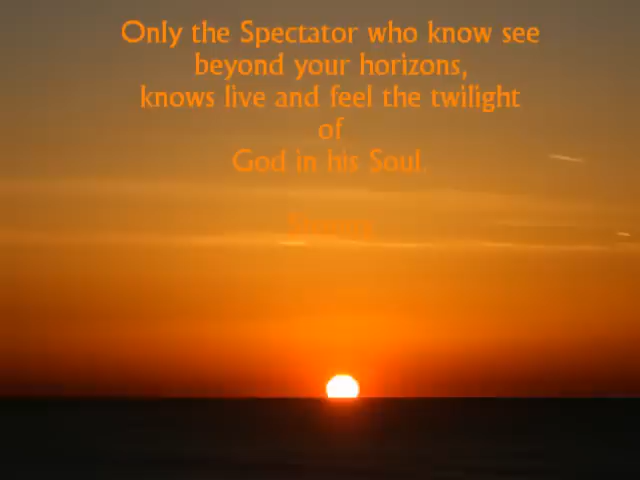 Only the Spectator who know see
beyond your horizons,
knows live and feel the twilight
of
God in his Soul.